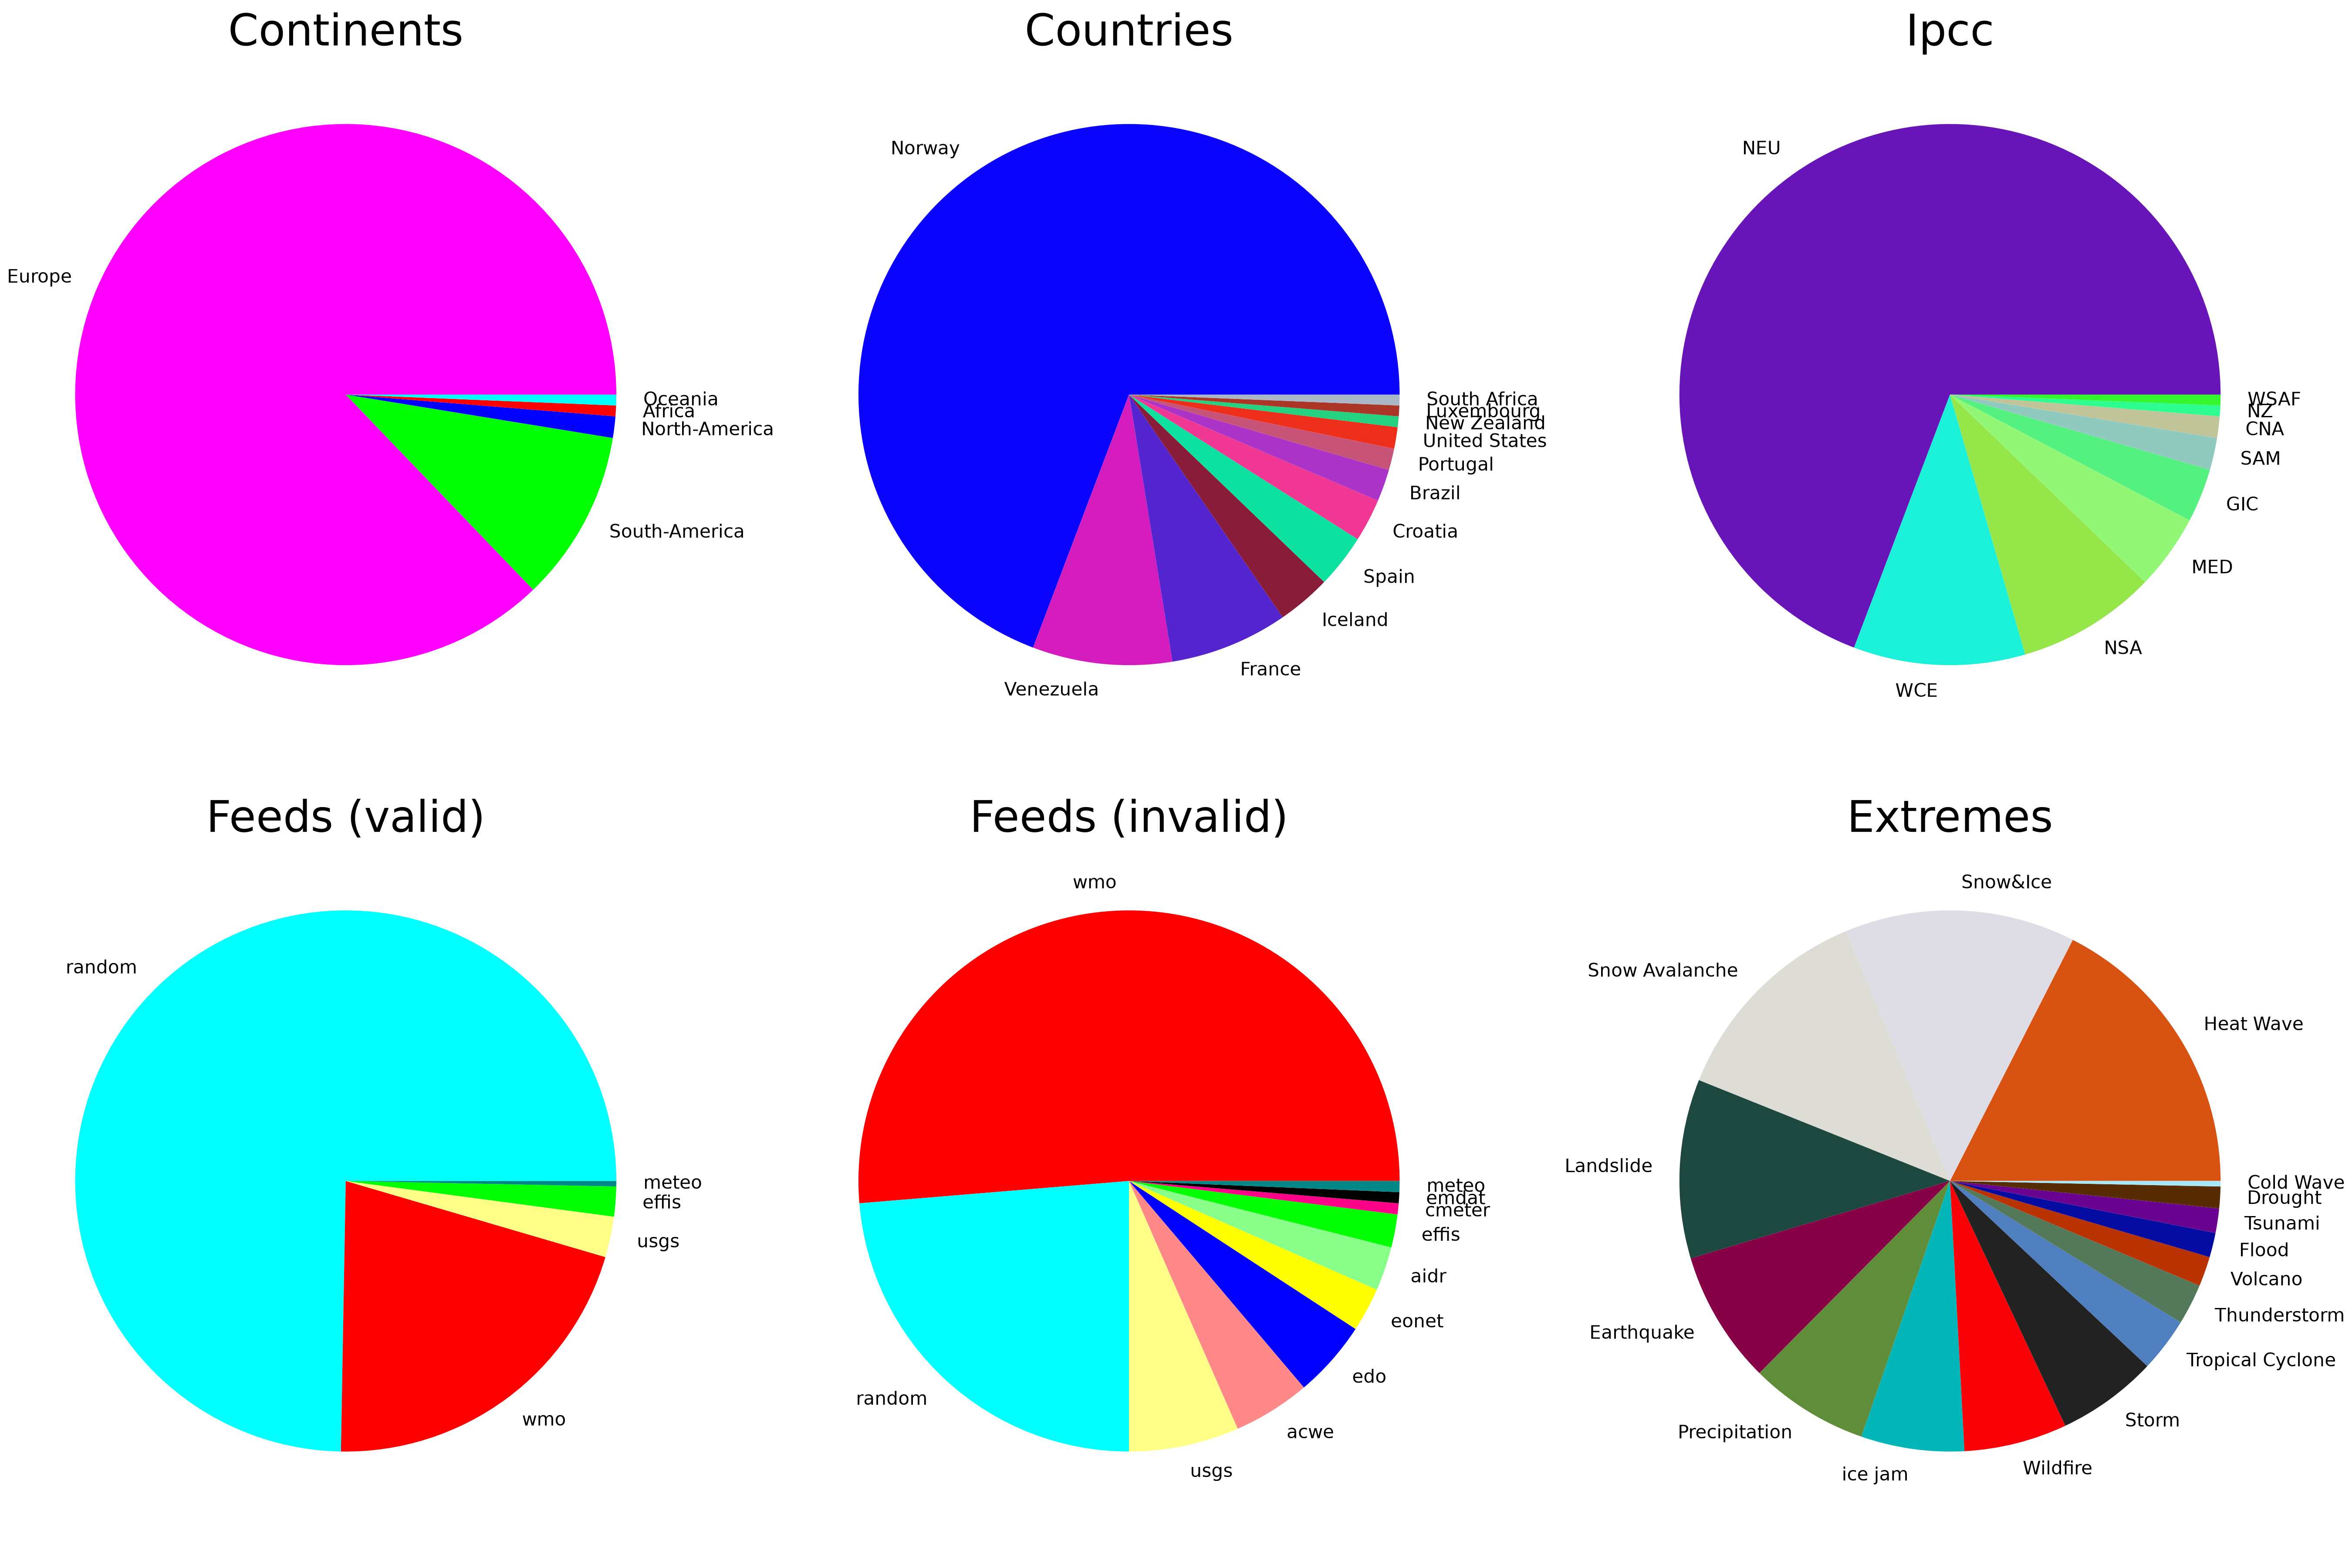 Continents
Europe
Oceania
Africa
North-America
South-America
Countries
Norway
South Africa
Luxembourg
New Zealand
United States
Portugal
Brazil
Croatia
Spain
Iceland
France
Venezuela
Ipcc
NEU
WSAF
NZ
CNA
SAM
GIC
MED
NSA
WCE
Feeds (valid)
random
meteo
effis
usgs
wmo
Feeds (invalid)
wmo
meteo
emdat
cmeter
effis
aidr
eonet
edo
acwe
usgs
random
Extremes
Snow&Ice
Snow Avalanche
Heat Wave
Landslide
Cold Wave
Drought
Tsunami
Flood
Volcano
Thunderstorm
Earthquake
Tropical Cyclone
Storm
Precipitation
Wildfire
ice jam